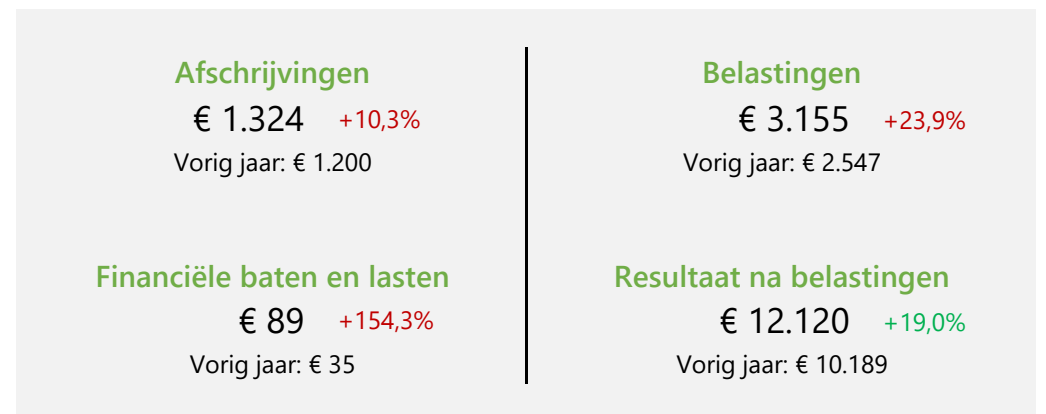 Afschrijvingen
€ 1.324 +10,3%
Vorig jaar: € 1.200
Belastingen
€ 3.155 +23,9%
Vorig jaar: € 2.547
Financiële baten en lasten
€ 89 +154,3%
Vorig jaar: € 35
Resultaat na belastingen
€ 12.120 +19,0%
Vorig jaar: € 10.189